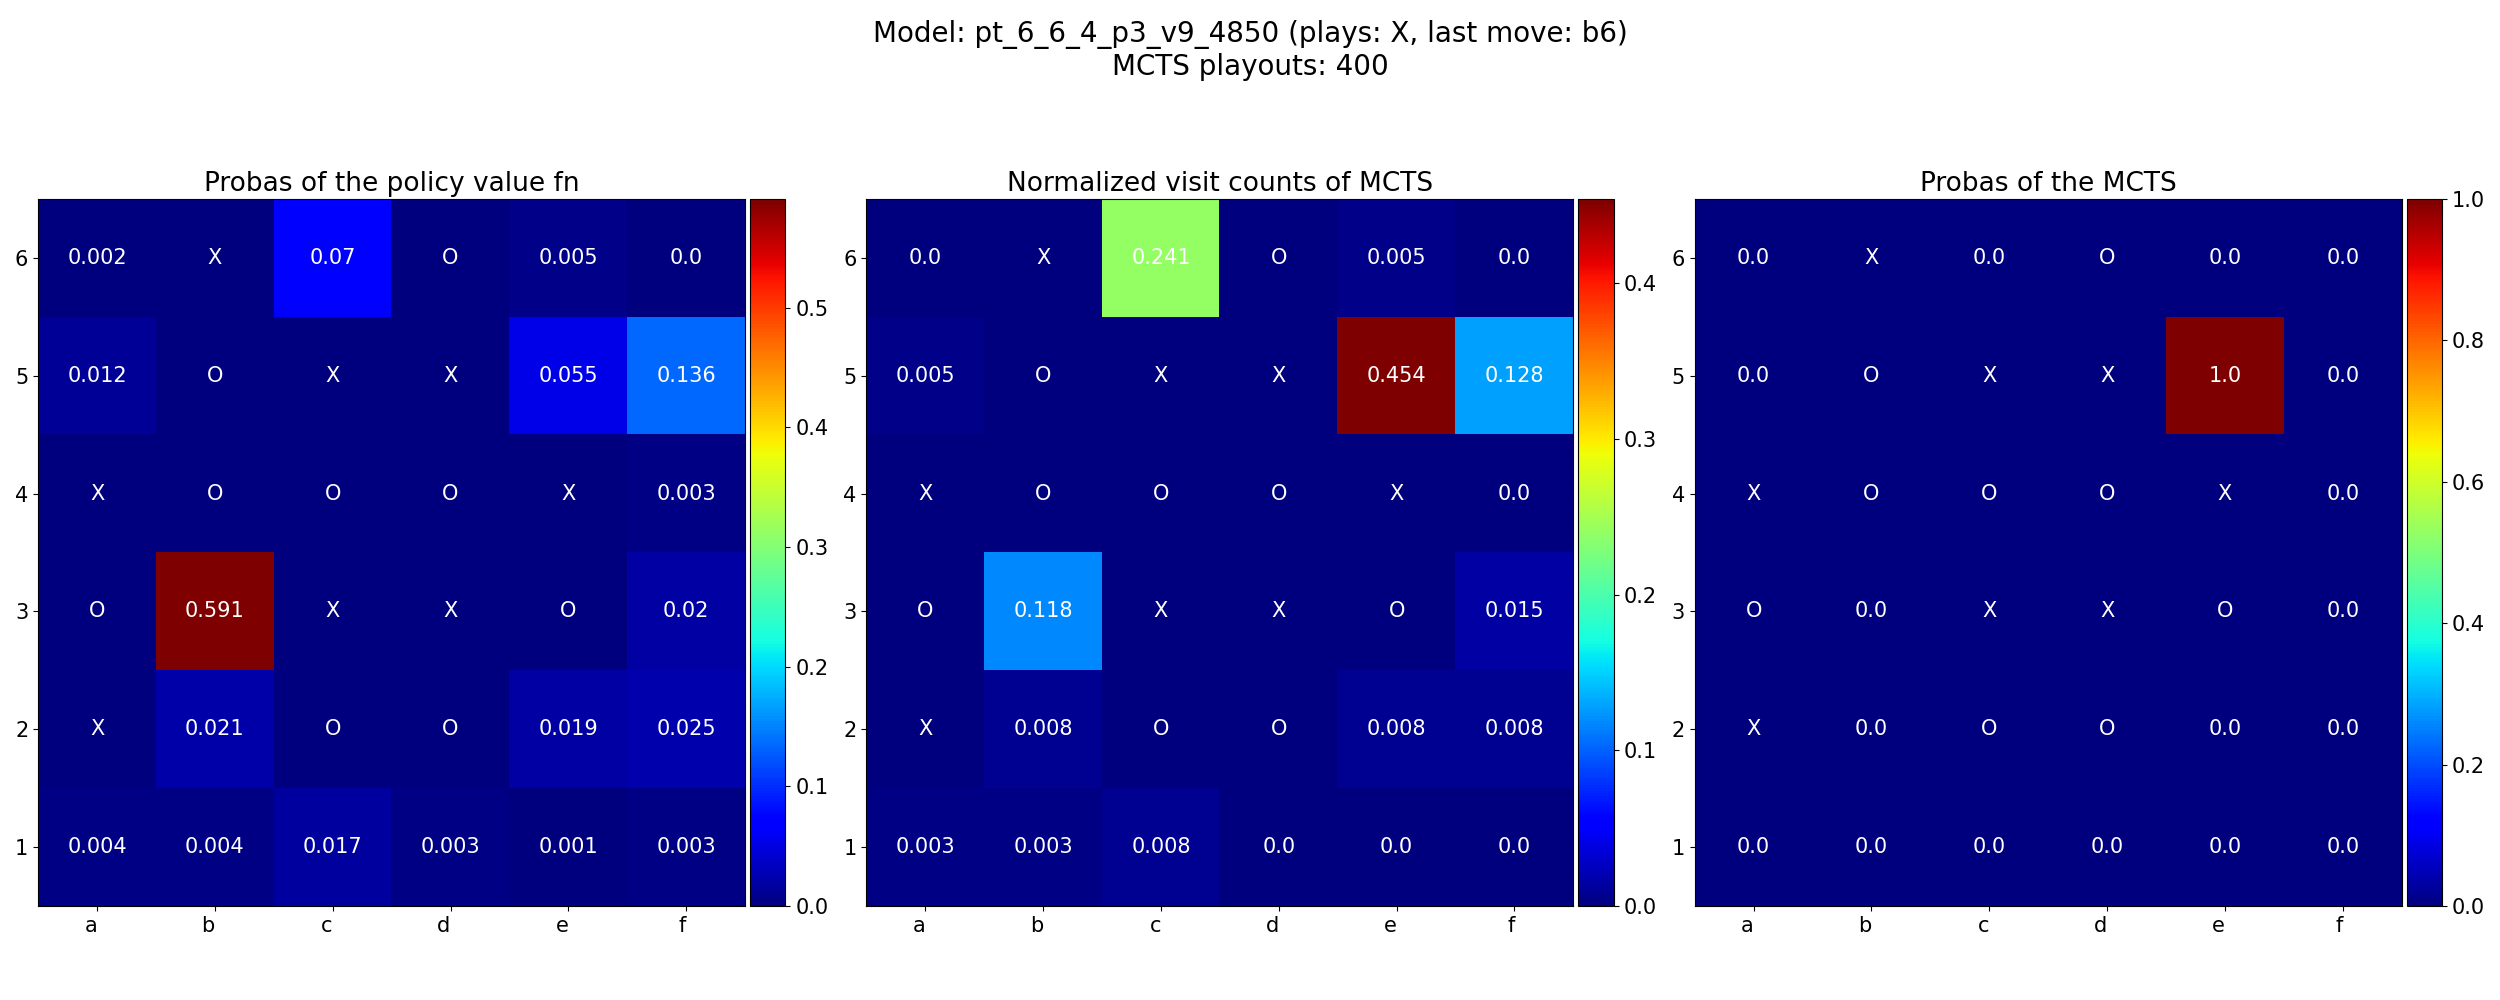 Model: pt_6_6_4_p3_v9_4850 (plays: X, last move: b6)
MCTS playouts: 400
Probas of the policy value fn
6 0.002 X 0.07 O 0.005 0.0
5 0.012 O X X 0.055 0.136
4 X O O O X 0.003
3 O 0.591 X X O 0.02
2 X 0.021 O O 0.019 0.025
1 0.004 0.004 0.017 0.003 0.001 0.003
a b c d e f
0.5
0.4
0.3
0.2
0.1
0.0
Normalized visit counts of MCTS
6 0.0 X 0.241 O 0.005 0.0
5 0.005 O X X 0.454 0.128
4 X O O O X 0.0
3 O 0.118 X X O 0.015
2 X 0.008 O O 0.008 0.008
1 0.003 0.003 0.008 0.0 0.0 0.0
a b c d e f
0.4
0.3
0.2
0.1
0.0
Probas of the MCTS
6 0.0 X 0.0 O 0.0 0.0
5 0.0 O X X 1.0 0.0
4 X O O O X 0.0
3 O 0.0 X X O 0.0
2 X 0.0 O O 0.0 0.0
1 0.0 0.0 0.0 0.0 0.0 0.0
a b c d e f
1.0
0.8
0.6
0.4
0.2
0.0